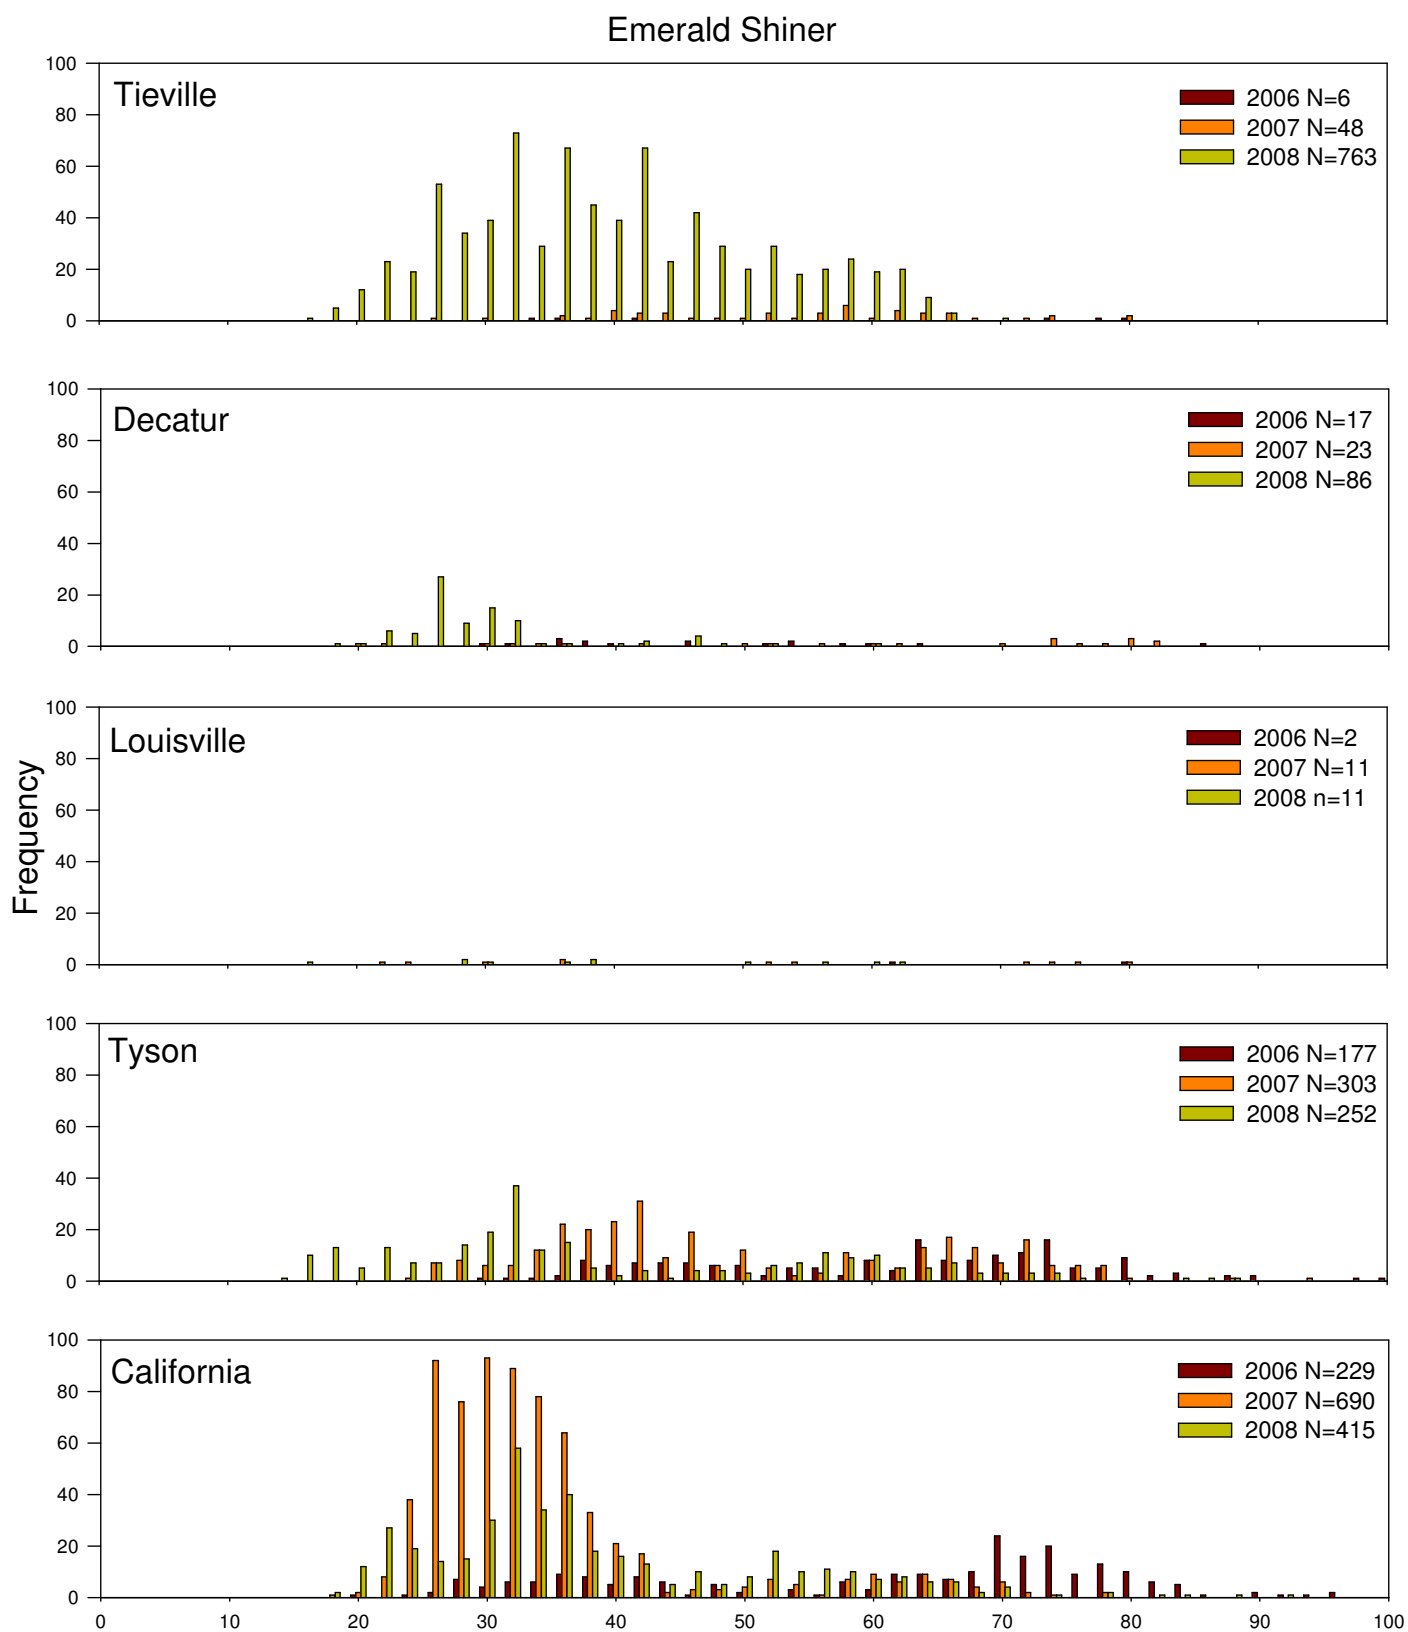 Emerald Shiner
100
80
60
40
20
0
Tieville
2006 N=6
2007 N=48
2008 N=763
100
80
60
40
20
0
Decatur
2006 N=17
2007 N=23
2008 N=86
Frequency
100
80
60
40
20
0
Louisville
2006 N=2
2007 N=11
2008 n=11
100
80
60
40
20
0
Tyson
2006 N=177
2007 N=303
2008 N=252
100
80
60
40
20
0
California
2006 N=229
2007 N=690
2008 N=415
0 10 20 30 40 50 60 70 80 90 100